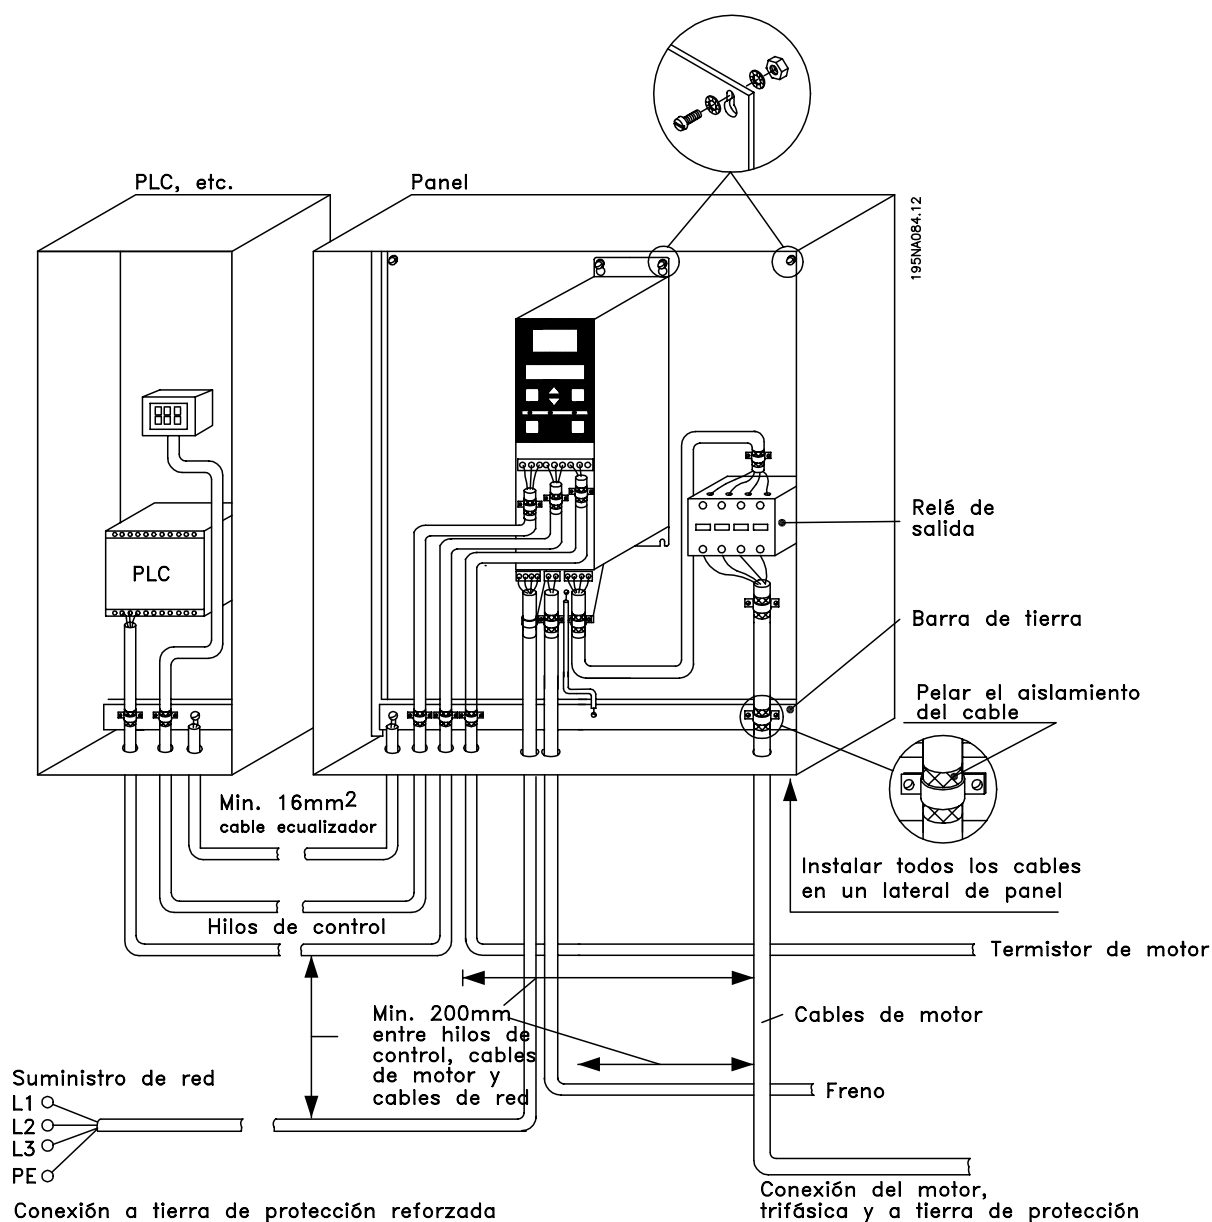 PLC, etc.
Panel
195NA084.12
PLC
Relé de
salida
Barra de tierra
Pelar el aislamiento
del cable
Min. 16mm2
cable ecualizador
Instalar todos los cables
en un lateral de panel
Hilos de control
Termistor de motor
Min. 200mm
entre hilos de
control, cables
de motor y
cables de red
Cables de motor
Suministro de red
L1
L2
L3
PE
Freno
Conexión a tierra de protección reforzada
Conexión del motor,
trifásica y a tierra de protección